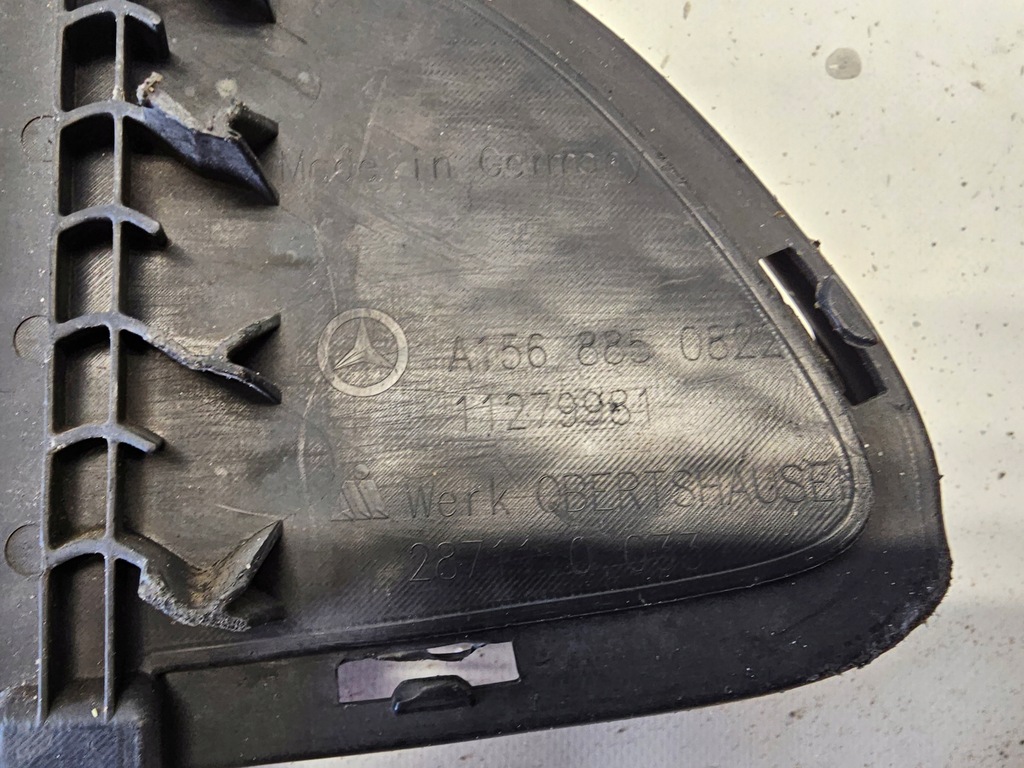 Made in Germany
A156 885 0822
11279981
Werk OBERTSHAUSEN